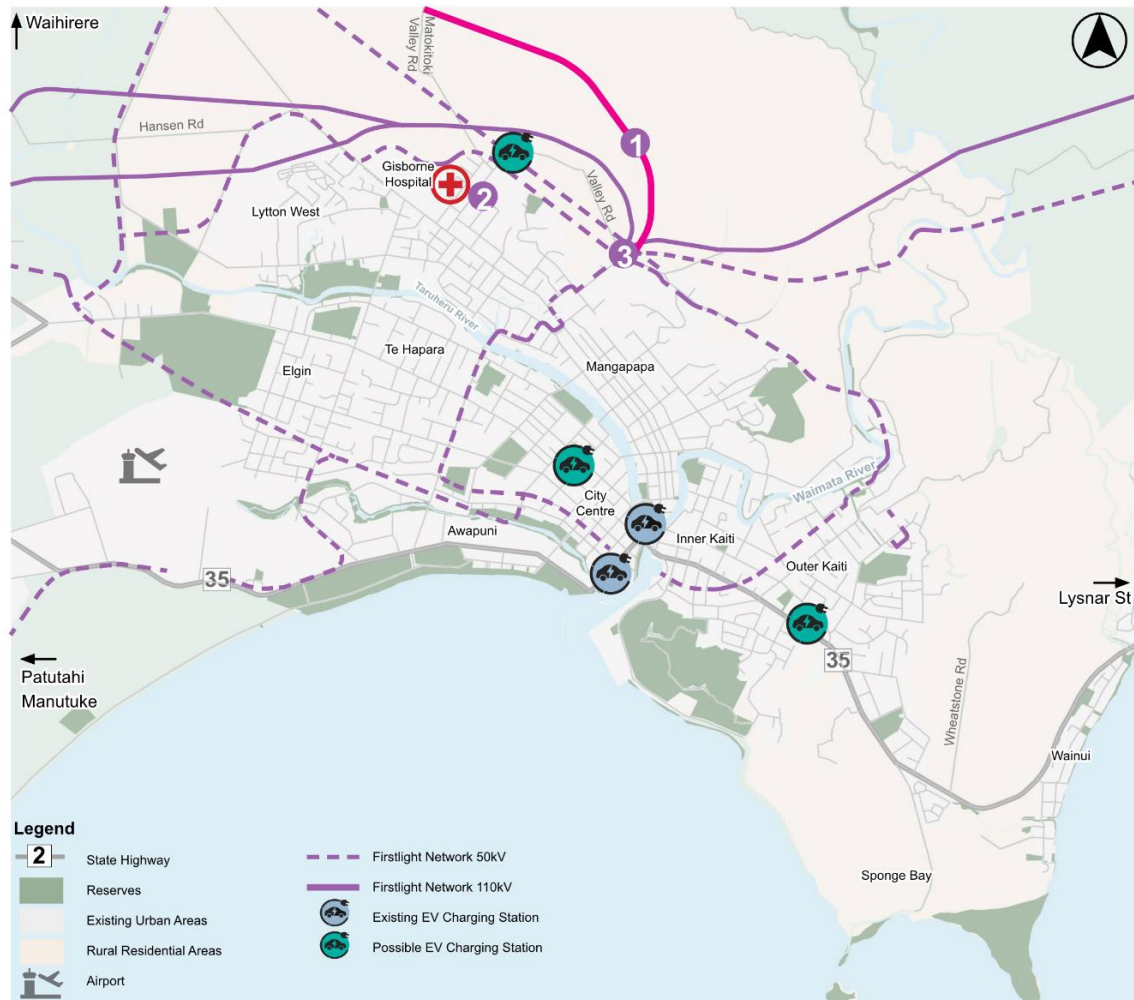 Waihirere
Matokitoki
Valley Rd
Hansen Rd
1
Gisborne
Hospital
2
Valley Rd
Lytton West
3
Taruheru River
Te Hapara
Mangapapa
Elgin
Waimata River
City
Centre
Awapuni
Inner Kaiti
Outer Kaiti
35
Lysnar St
35
Patutahi
Manutuke
Wheatstone Rd
Wainui
Sponge Bay
Legend
2 State Highway
Reserves
Existing Urban Areas
Rural Residential Areas
Airport
Firstlight Network 50kV
Firstlight Network 110kV
Existing EV Charging Station
Possible EV Charging Station